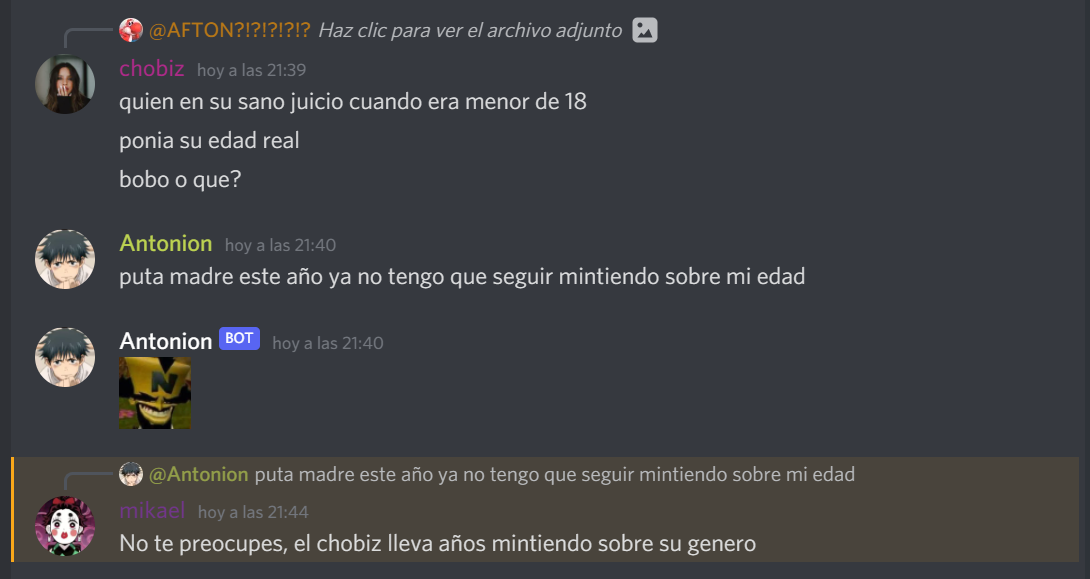 @AFTON?!?!?!?!? Haz clic para ver el archivo adjunto
chobiz hoy a las 21:39
quien en su sano juicio cuando era menor de 18
ponia su edad real
bobo o que?
Antonion hoy a las 21:40
puta madre este año ya no tengo que seguir mintiendo sobre mi edad
Antonion BOT hoy a las 21:40
N
@Antonion puta madre este año ya no tengo que seguir mintiendo sobre mi edad
mikael hoy a las 21:44
No te preocupes, el chobiz lleva años mintiendo sobre su genero